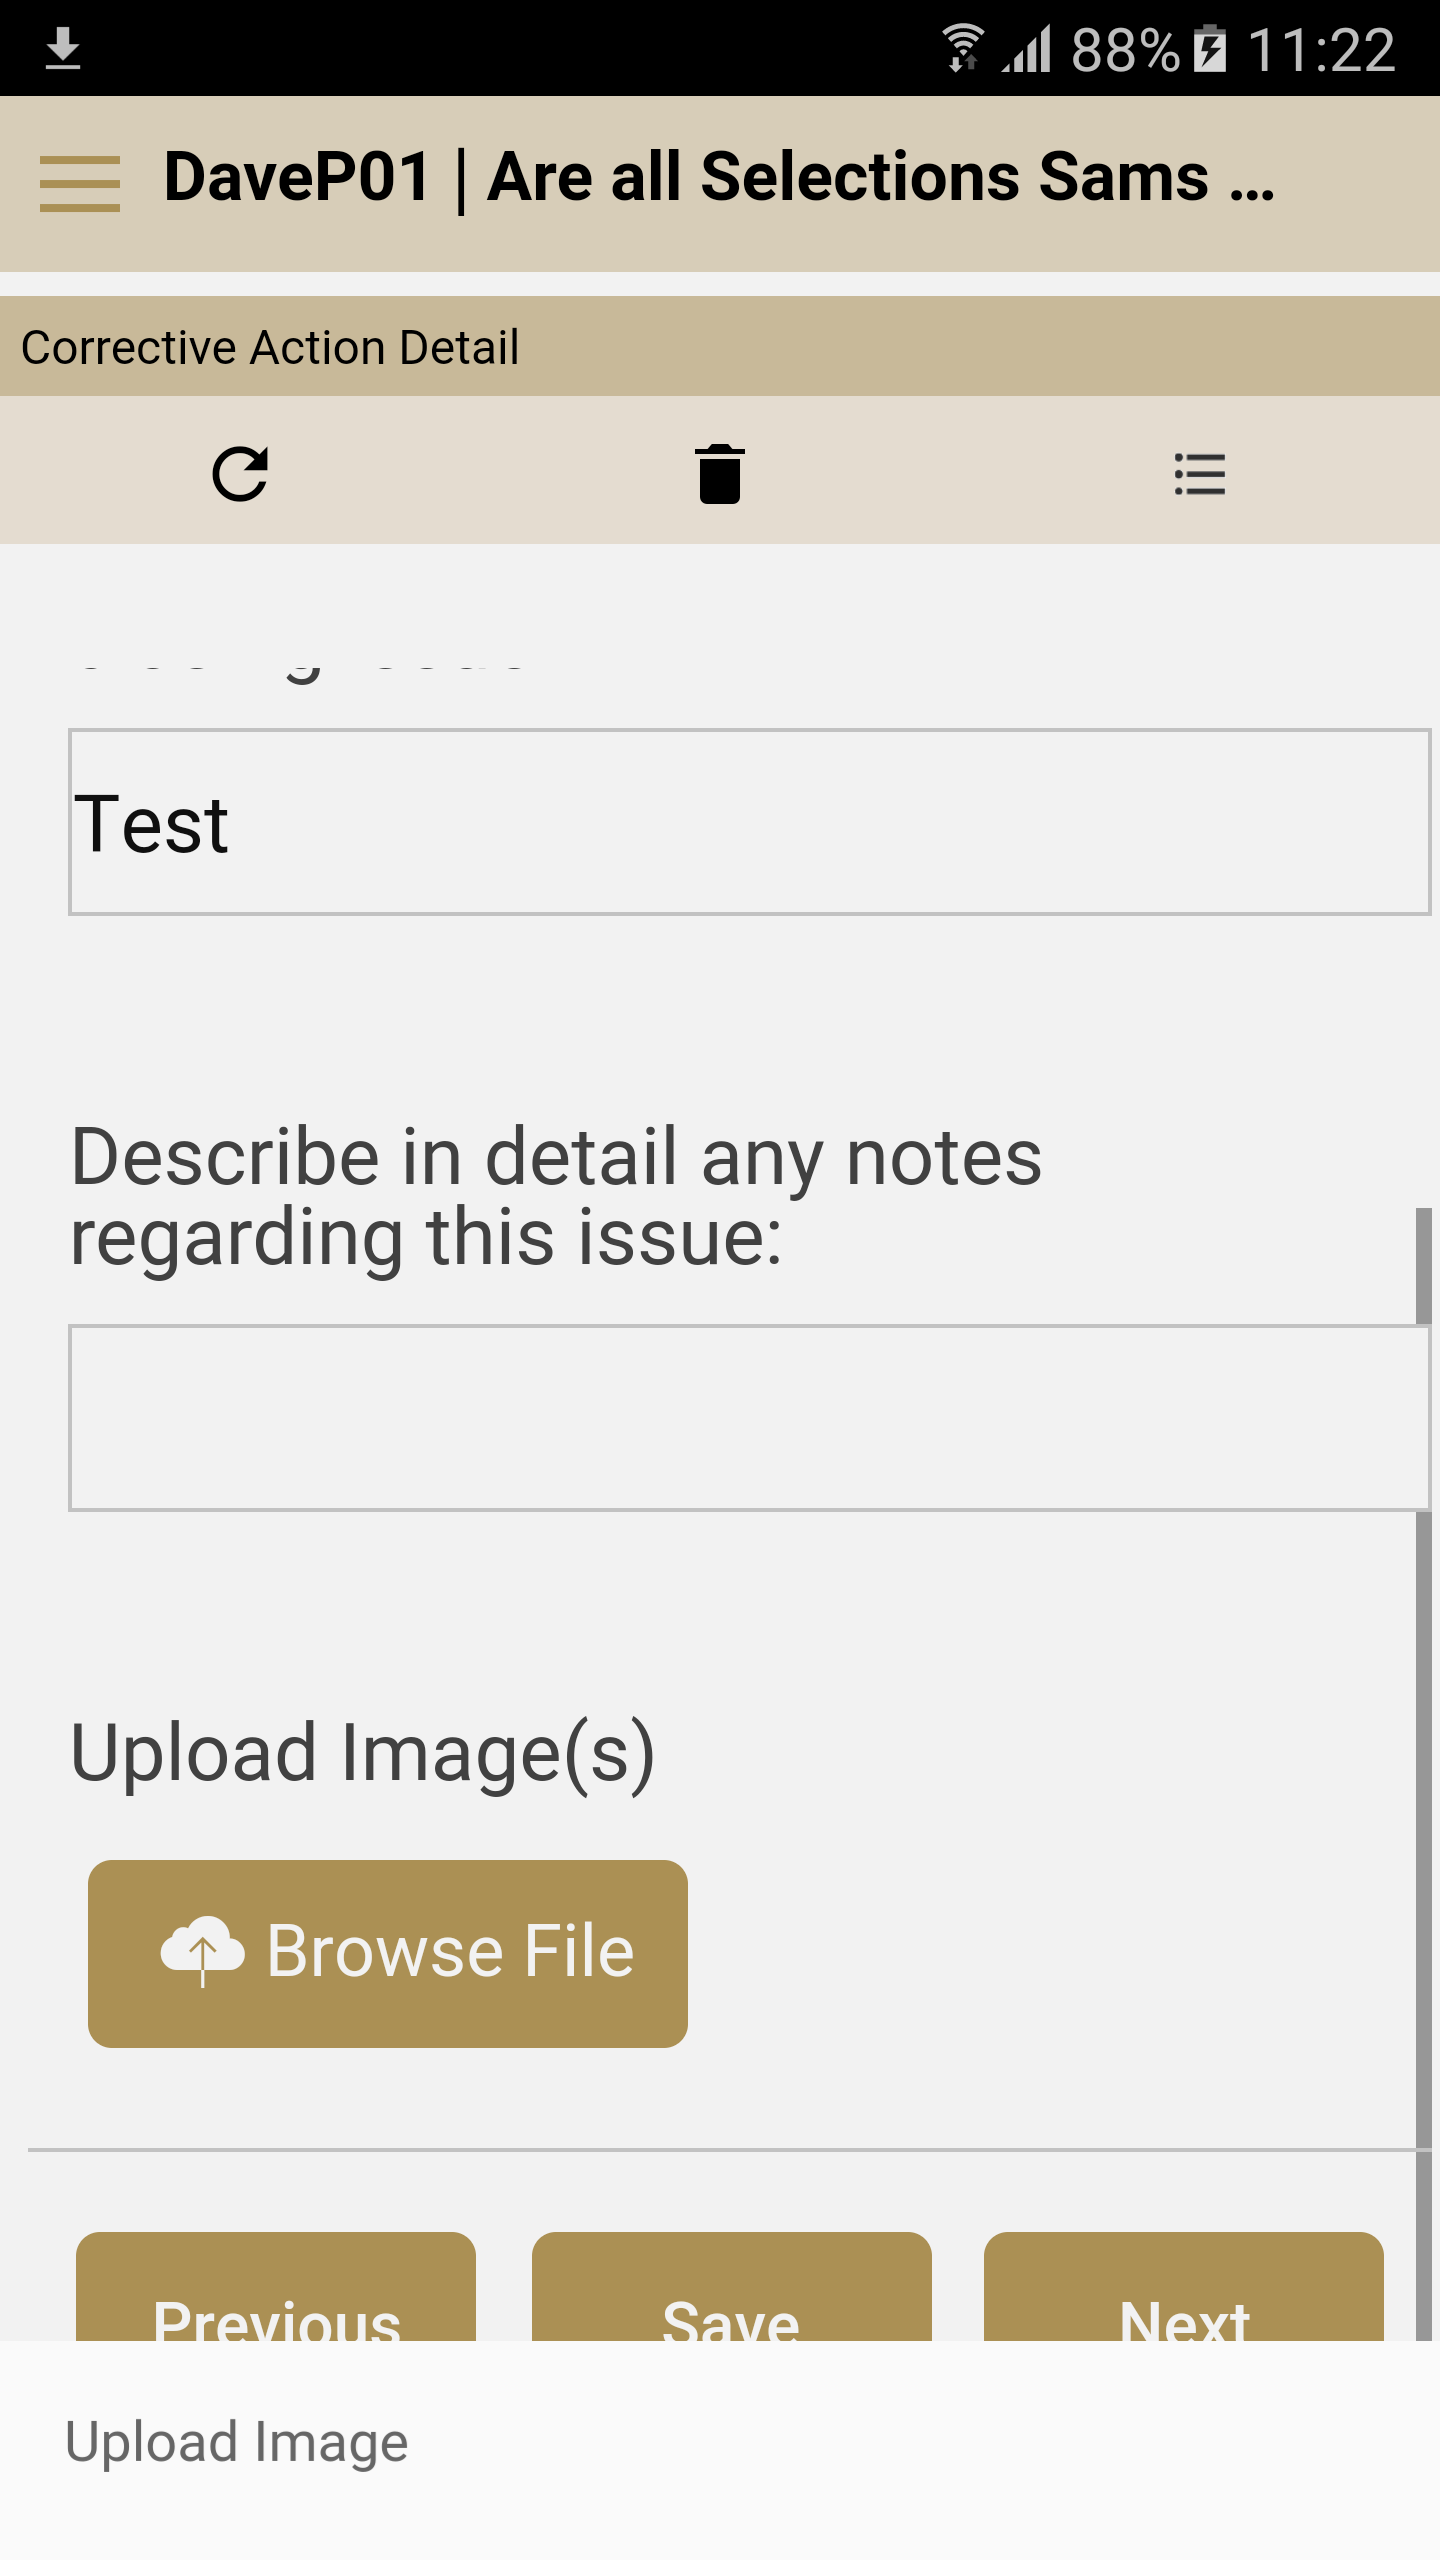 88% 11:22
DaveP01 | Are all Selections Sams ...
Corrective Action Detail
Test
Describe in detail any notes
regarding this issue:
Upload Image(s)
Browse File
Previous Save Next
Upload Image